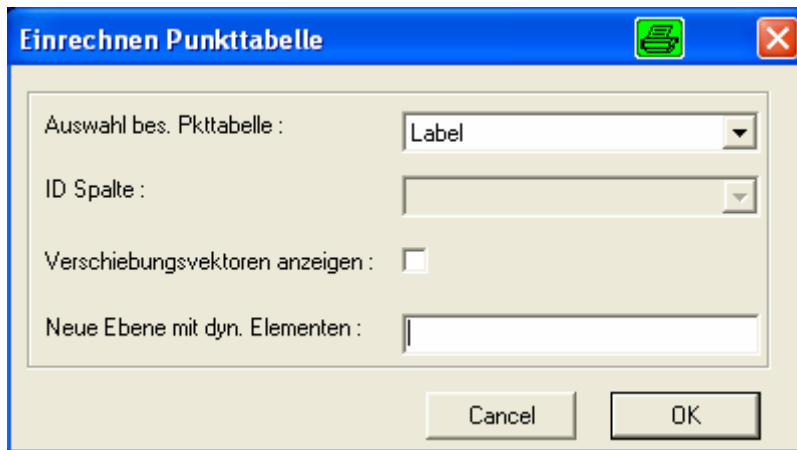 Einrechnen Punkttabelle
Auswahl bes. Pkttabelle : Label
ID Spalte :
Verschiebungsvektoren anzeigen :
Neue Ebene mit dyn. Elementen :
Cancel OK